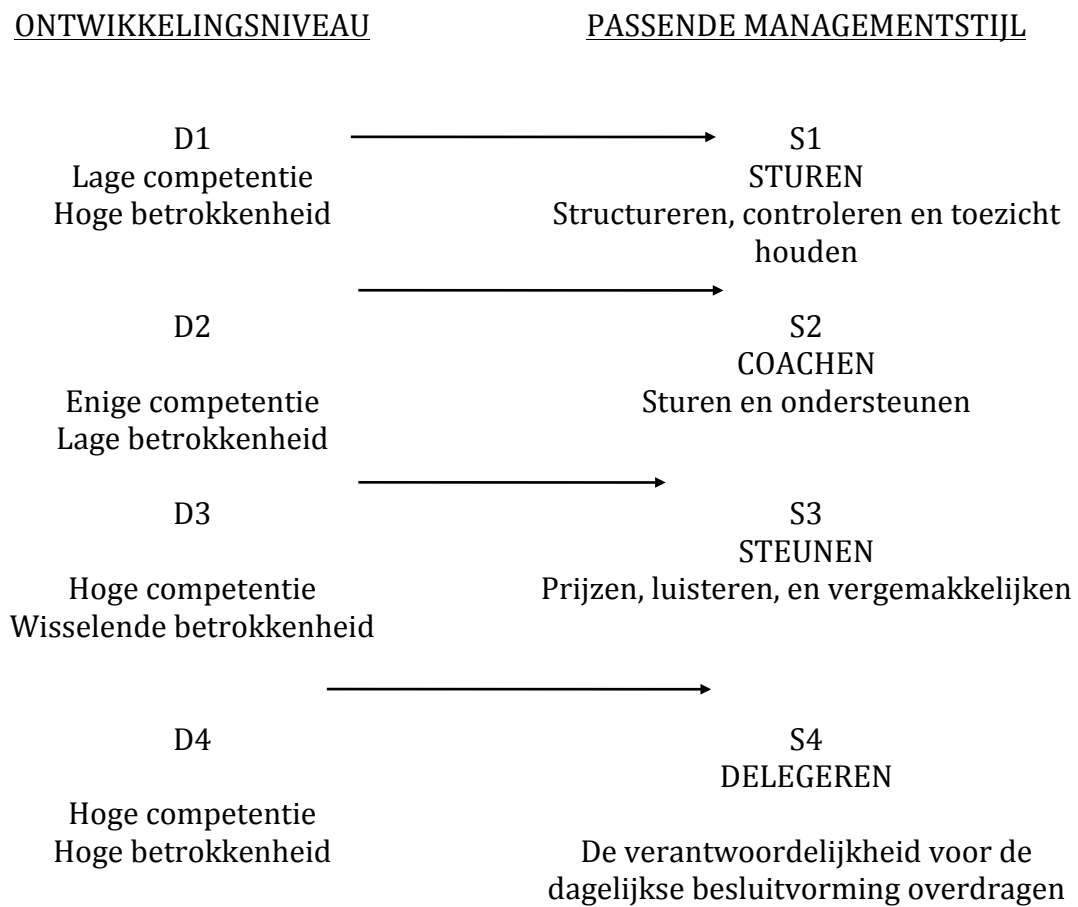 ONTWIKKELINGSNIVEAU PASSENDE MANAGEMENTSTIJL
D1 S1
Lage competentie STUREN
Hoge betrokkenheid Structureren, controleren en toezicht
houden
D2 S2
COACHEN
Enige competentie Sturen en ondersteunen
Lage betrokkenheid
D3 S3
STEUNEN
Hoge competentie Prijzen, luisteren, en vergemakkelijken
Wisselende betrokkenheid
D4 S4
DELEGEREN
Hoge competentie
Hoge betrokkenheid De verantwoordelijkheid voor de
dagelijkse besluitvorming overdragen